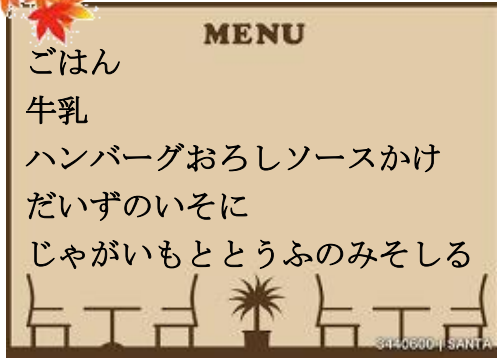 MENU
ごはん
牛乳
ハンバーグおろしソースかけ
だいずのいそに
じゃがいもととうふのみそしる
3440600 | SANTA